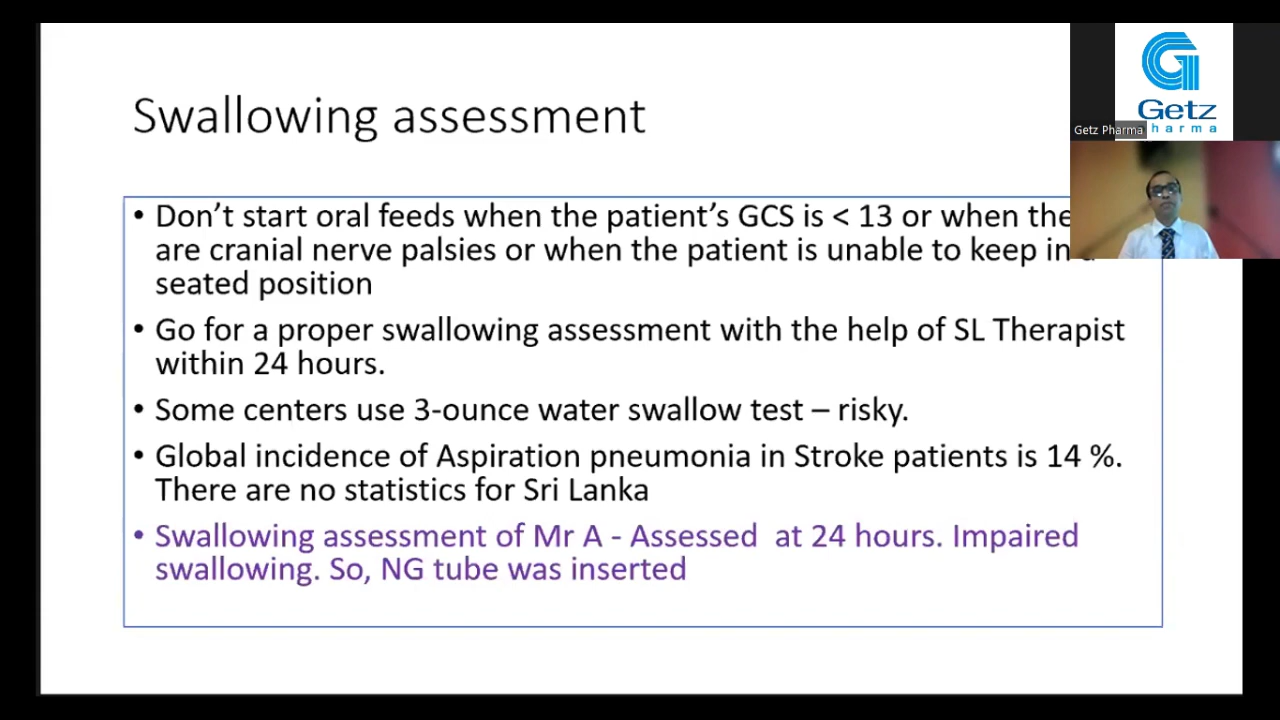 Swallowing assessment
• Don't start oral feeds when the patient's GCS is < 13 or when the
are cranial nerve palsies or when the patient is unable to keep in
seated position
• Go for a proper swallowing assessment with the help of SL Therapist
within 24 hours.
• Some centers use 3-ounce water swallow test – risky.
• Global incidence of Aspiration pneumonia in Stroke patients is 14 %.
There are no statistics for Sri Lanka
• Swallowing assessment of Mr A - Assessed at 24 hours. Impaired
swallowing. So, NG tube was inserted
Getz
harma
Getz Pharma